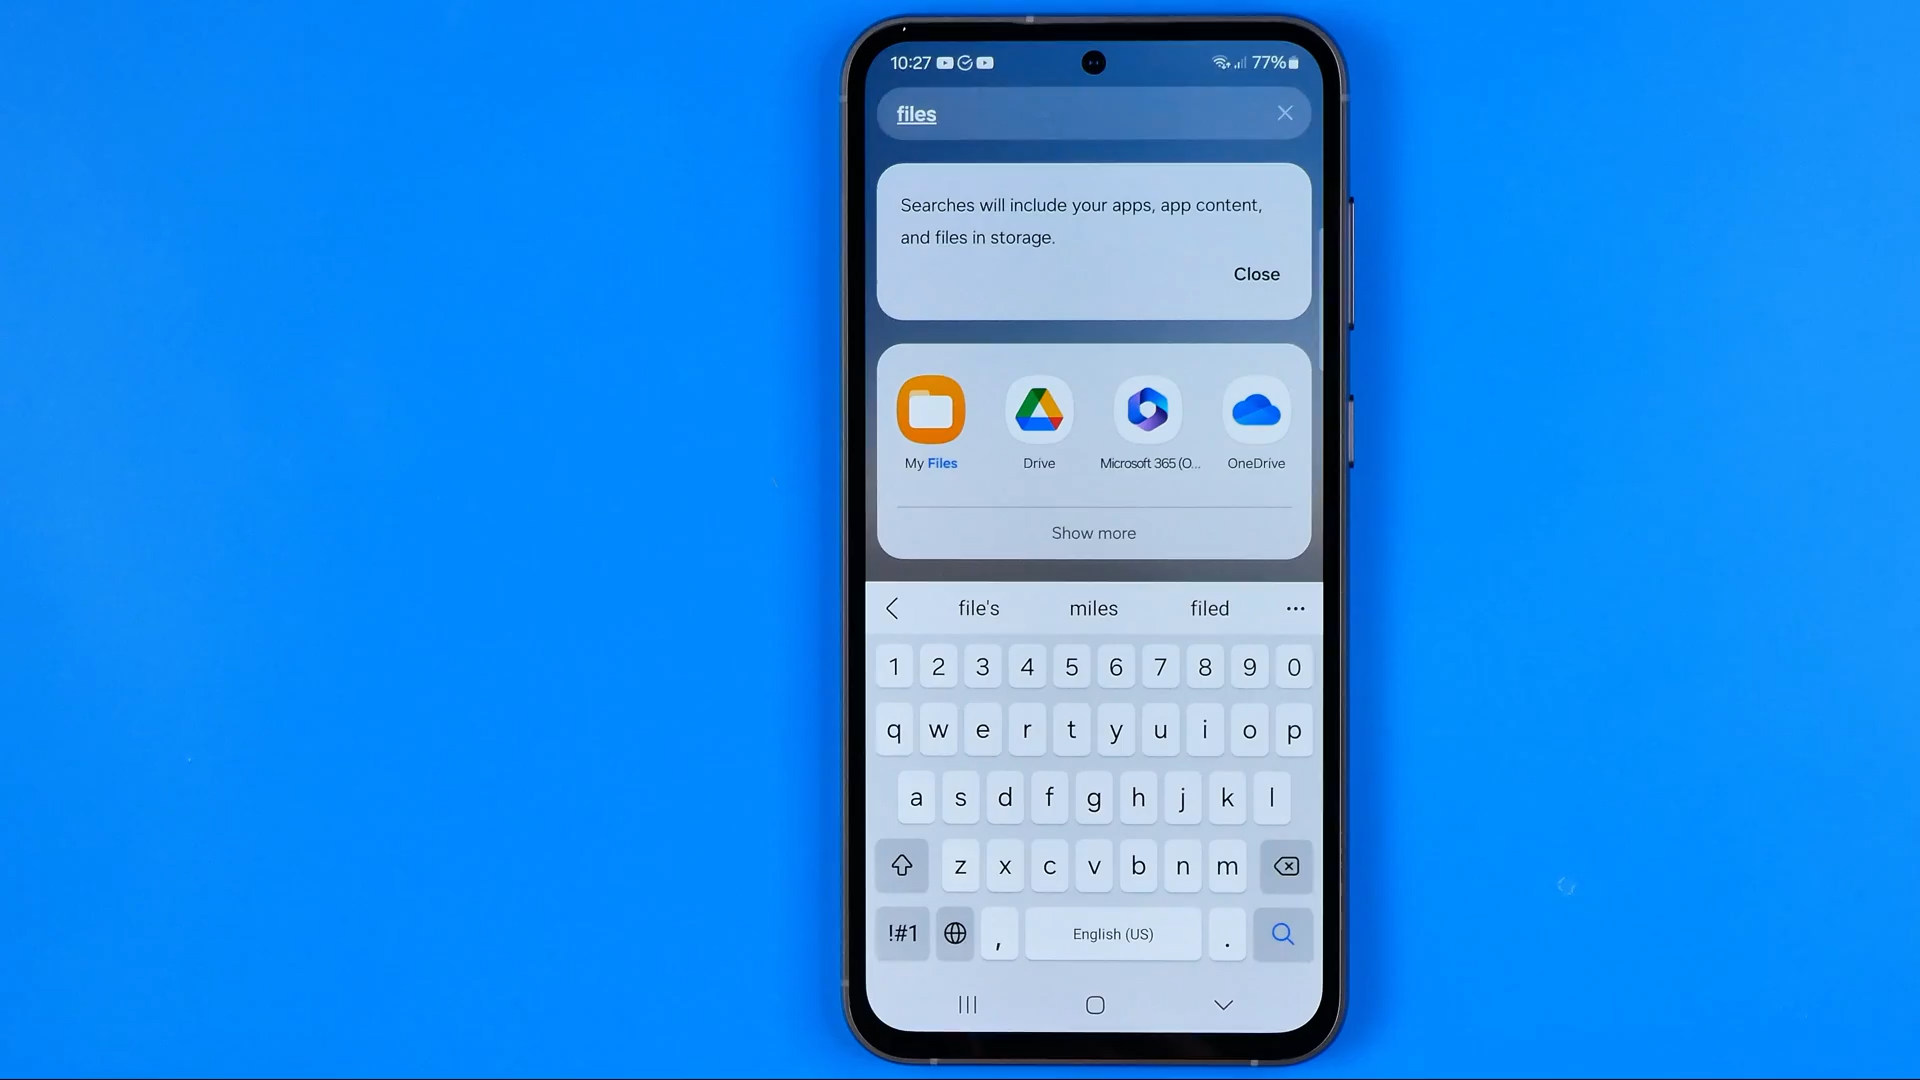 10:27 77%
files
Searches will include your apps, app content,
and files in storage.
Close
My Files Drive Microsoft 365 (O... OneDrive
Show more
file's miles filed
1 2 3 4 5 6 7 8 9 0
q w e r t y u i o p
a s d f g h j k l
z x c v b n m
!#1 , English (US) .